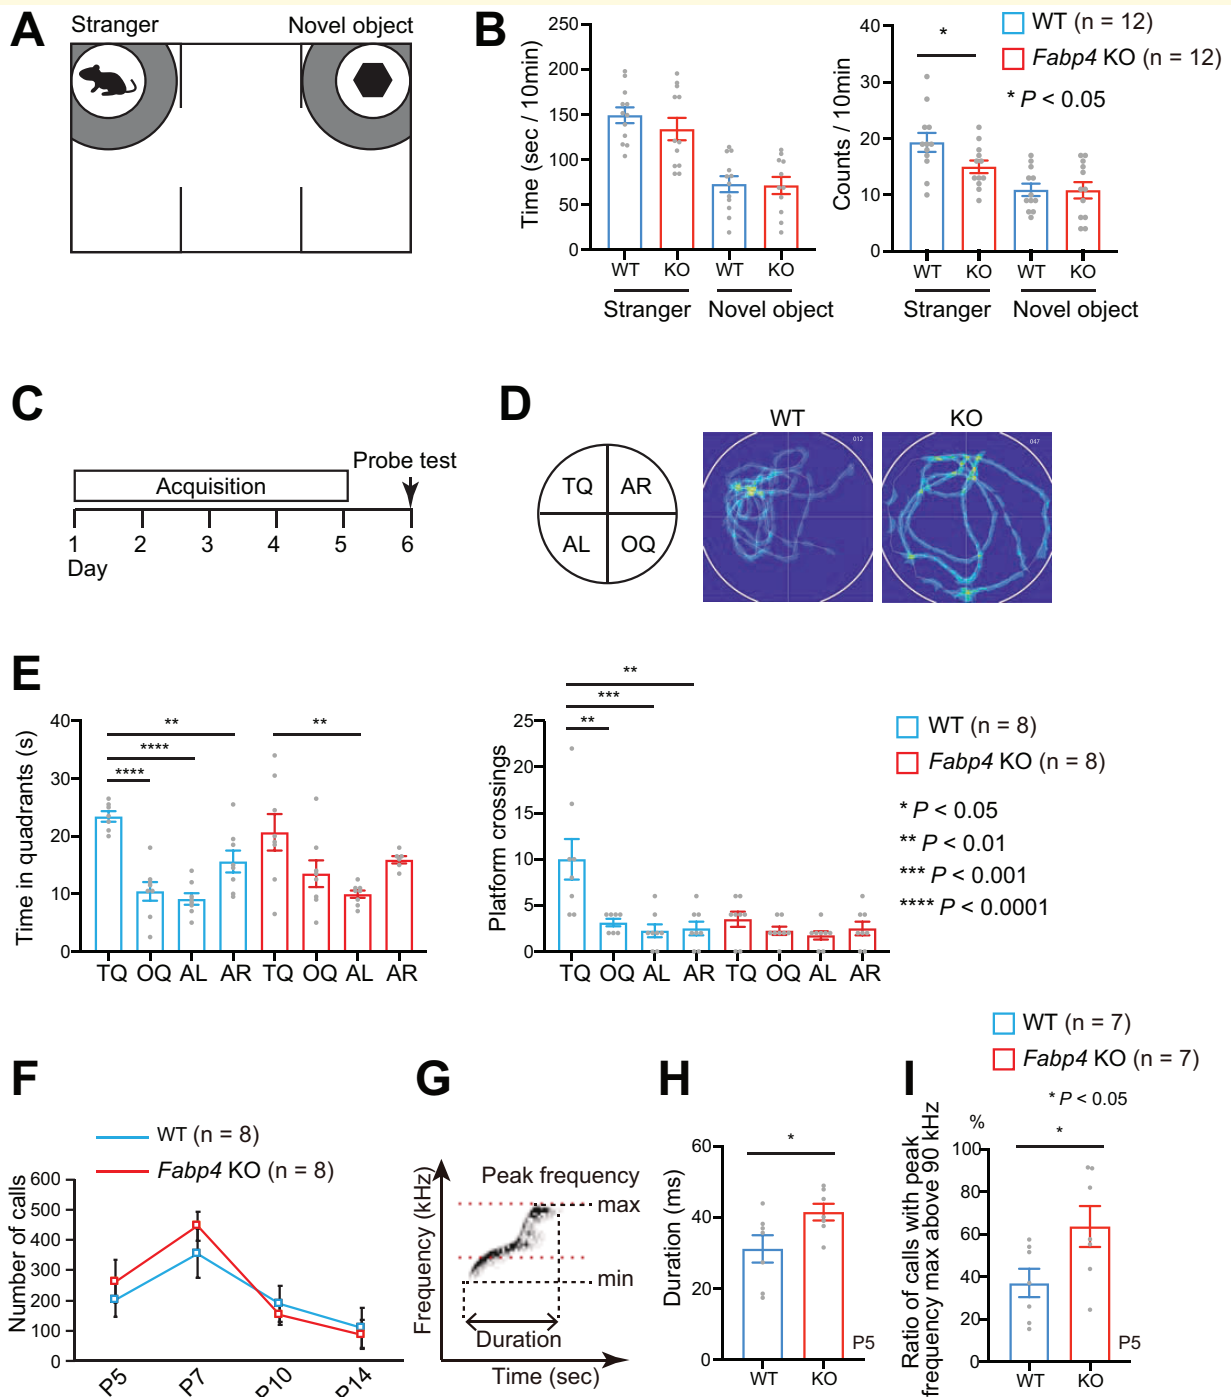 A
Stranger
Novel object
B
Time (sec / 10min)
250
200
150
100
50
0
WT
KO
WT
KO
Stranger
Novel object
Counts / 10min
40
30
20
10
0
*
WT
KO
WT
KO
Stranger
Novel object
WT (n = 12)
Fabp4 KO (n = 12)
* P < 0.05
C
Acquisition
Probe test
1
2
3
4
5
6
Day
D
TQ
AR
AL
OQ
WT
012
KO
047
E
Time in quadrants (s)
40
30
20
10
0
**
****
****
**
TQ
OQ
AL
AR
TQ
OQ
AL
AR
Platform crossings
25
20
15
10
5
0
**
***
**
TQ
OQ
AL
AR
TQ
OQ
AL
AR
WT (n = 8)
Fabp4 KO (n = 8)
* P < 0.05
** P < 0.01
*** P < 0.001
**** P < 0.0001
F
WT (n = 8)
Fabp4 KO (n = 8)
Number of calls
600
500
400
300
200
100
0
P5
P7
P10
P14
G
Frequency (kHz)
Peak frequency
max
min
Duration
Time (sec)
H
Duration (ms)
60
40
20
0
*
P5
WT
KO
I
WT (n = 7)
Fabp4 KO (n = 7)
* P < 0.05
Ratio of calls with peak
frequency max above 90 kHz
%
100
80
60
40
20
0
*
P5
WT
KO